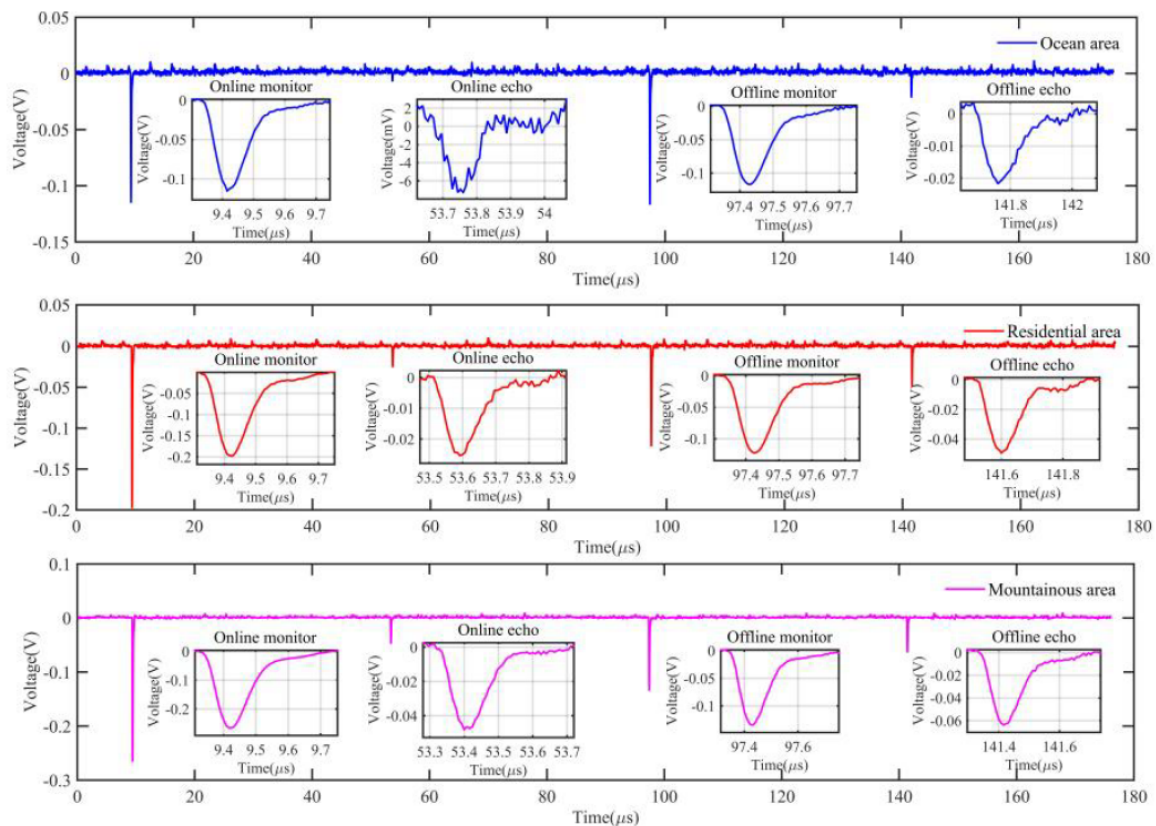 0.05
Ocean area
0
Online monitor
Online echo
Offline monitor
Offline echo
Voltage(V)
-0.05
-0.1
-0.15
Voltage(V)
0
-0.05
-0.1
9.4 9.5 9.6 9.7
Time(μs)
Voltage(mV)
2
0
-2
-4
-6
53.7 53.8 53.9 54
Time(μs)
Voltage(V)
0
-0.05
-0.1
97.4 97.5 97.6 97.7
Time(μs)
Voltage(V)
0
-0.01
-0.02
141.8 142
Time(μs)
0 20 40 60 80 100 120 140 160 180
Time(μs)
0.05
Residential area
0
Online monitor
Online echo
Offline monitor
Offline echo
Voltage(V)
-0.05
-0.1
-0.15
-0.2
Voltage(V)
-0.05
-0.1
-0.15
-0.2
9.4 9.5 9.6 9.7
Time(μs)
Voltage(V)
0
-0.01
-0.02
53.5 53.6 53.7 53.8 53.9
Time(μs)
Voltage(V)
0
-0.05
-0.1
97.4 97.5 97.6 97.7
Time(μs)
Voltage(V)
0
-0.02
-0.04
141.6 141.8
Time(μs)
0 20 40 60 80 100 120 140 160 180
Time(μs)
0.1
Mountainous area
0
Online monitor
Online echo
Offline monitor
Offline echo
Voltage(V)
-0.1
-0.2
-0.3
Voltage(V)
0
-0.1
-0.2
9.4 9.5 9.6 9.7
Time(μs)
Voltage(V)
0
-0.02
-0.04
53.3 53.4 53.5 53.6 53.7
Time(μs)
Voltage(V)
0
-0.05
-0.1
97.4 97.6
Time(μs)
Voltage(V)
0
-0.02
-0.04
-0.06
141.4 141.6
Time(μs)
0 20 40 60 80 100 120 140 160 180
Time(μs)